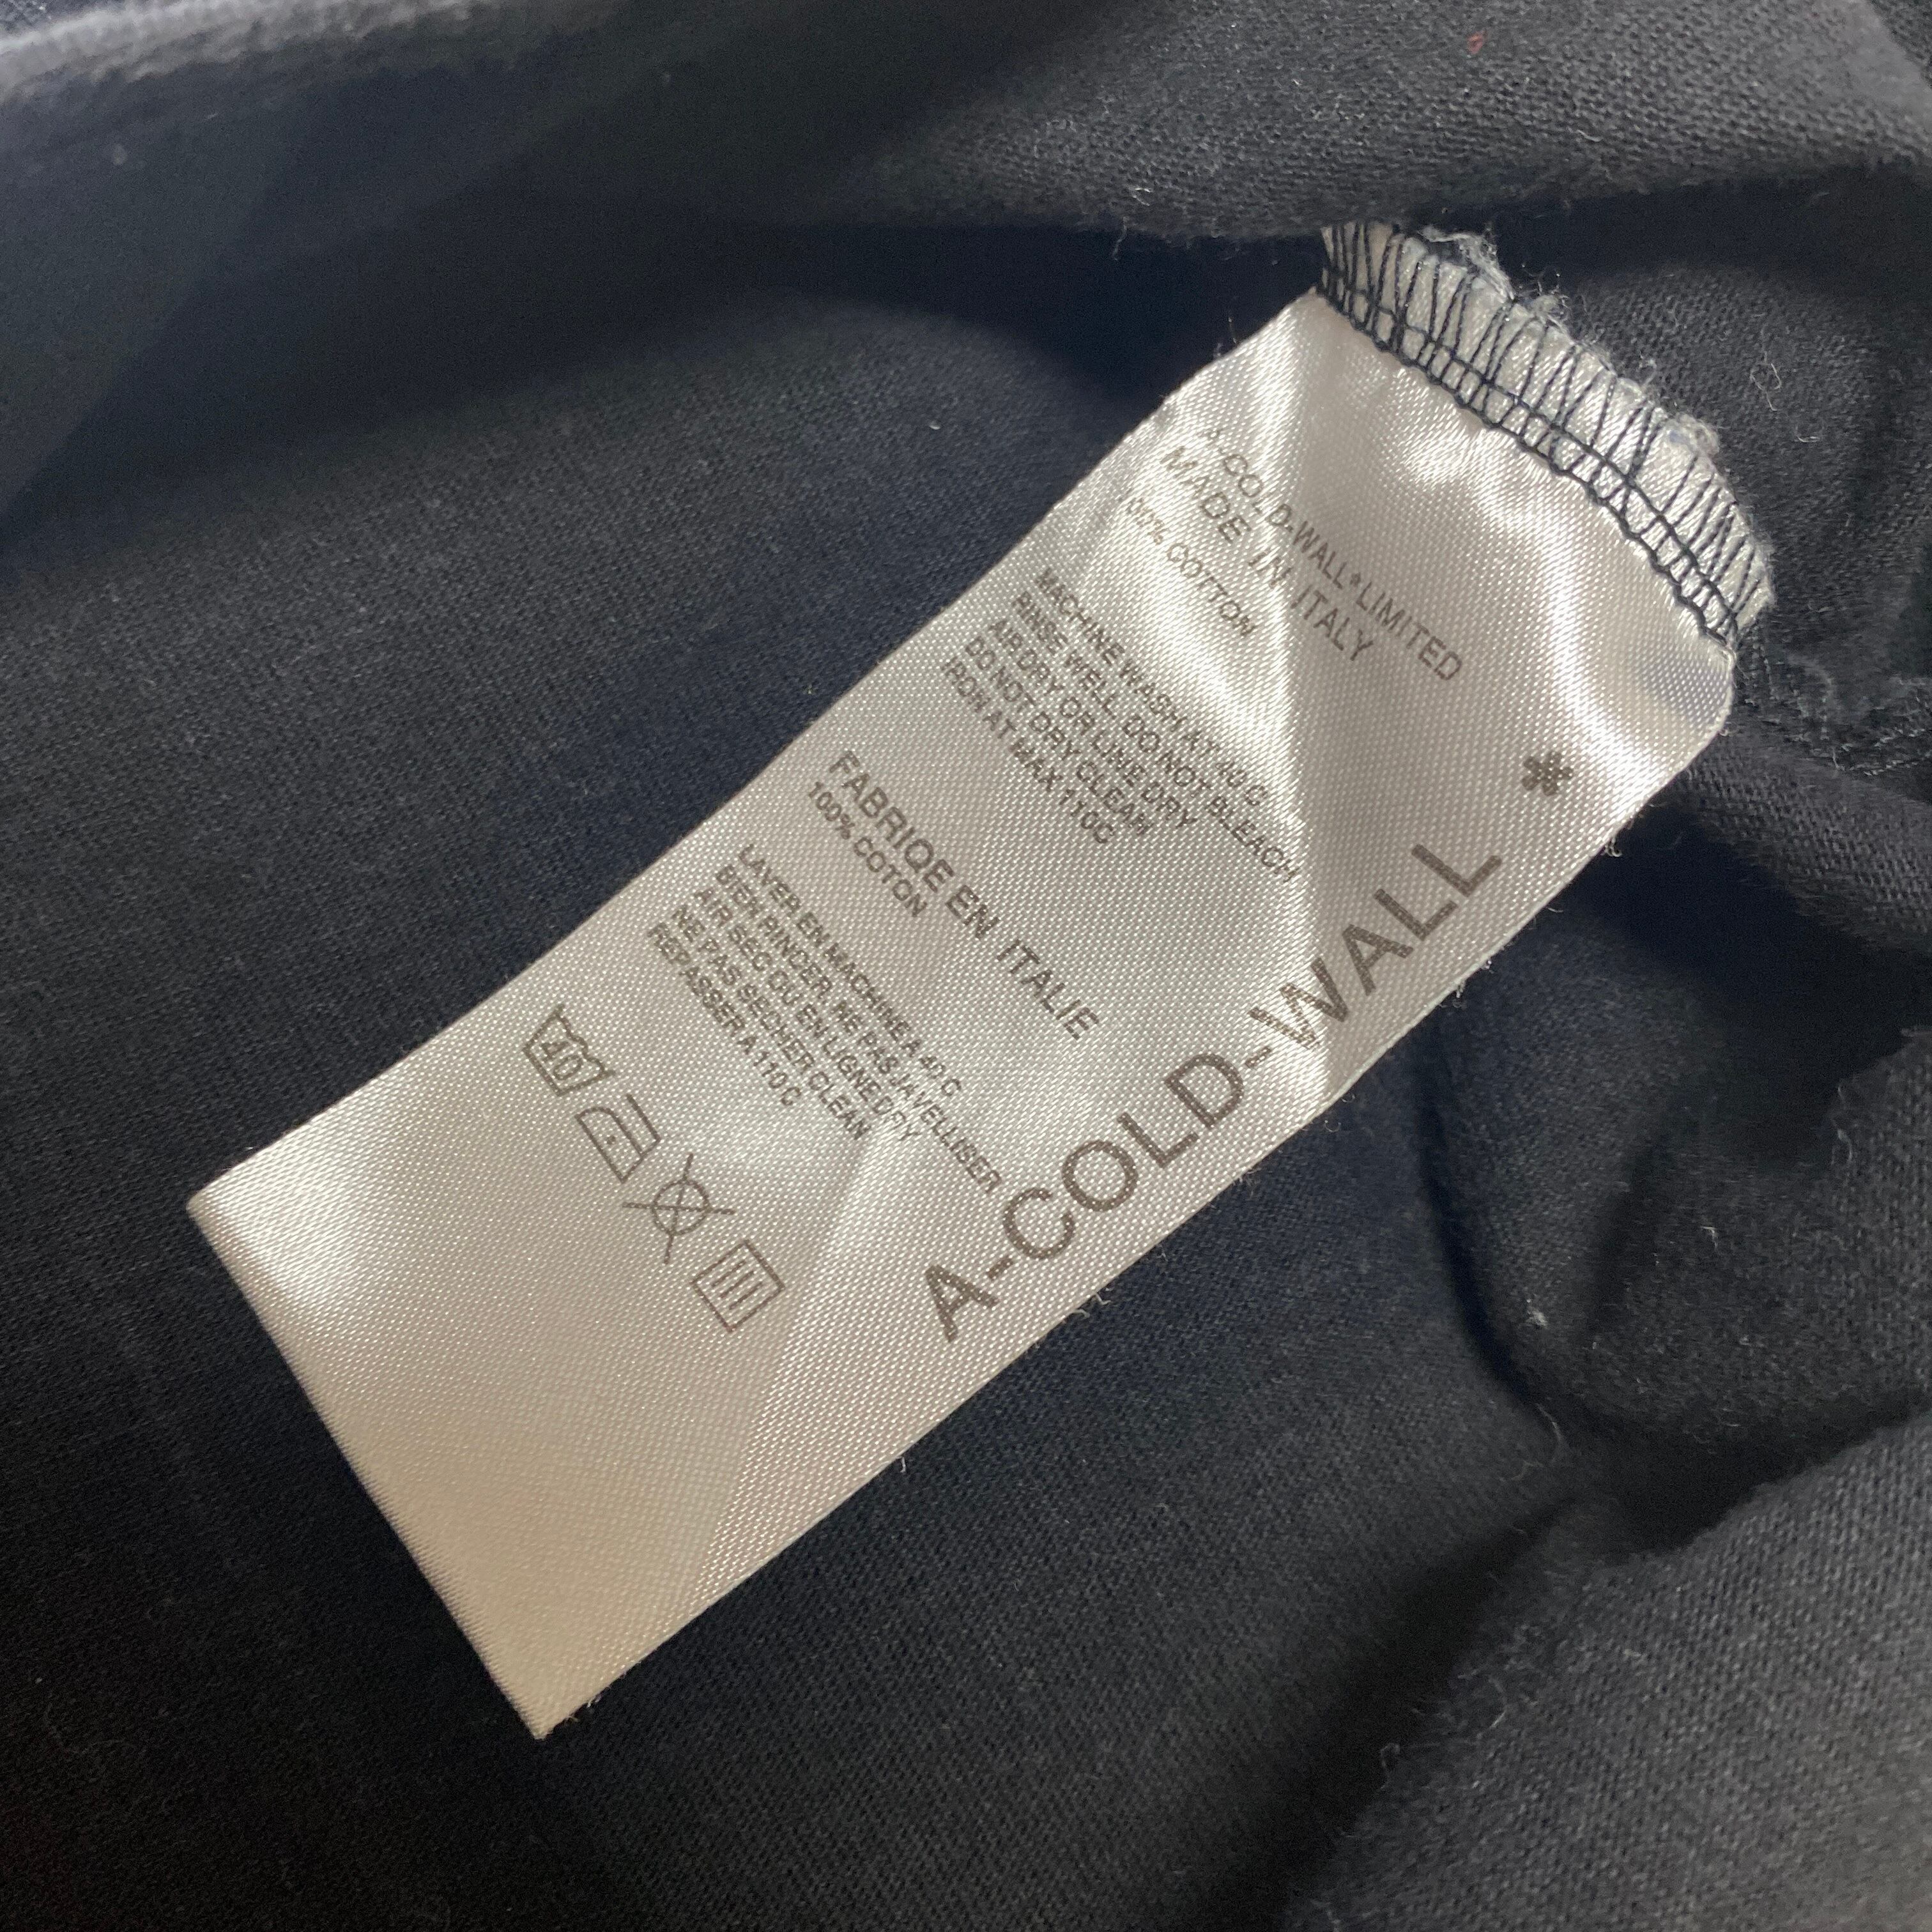 A-COLD-WALL* LIMITED
MADE IN ITALY
100% COTTON
MACHINE WASH AT 40 C
RINSE WELL. DO NOT BLEACH
AIR DRY OR LINE DRY
DO NOT DRY CLEAN
IRON AT MAX 110C
FABRIQE EN ITALIE
100% COTON
LAVER EN MACHINE A 40 C
BIEN RINCER. NE PAS JAVELLISER
AIR SEC OU EN LIGNE DRY
NE PAS SECHER CLEAN
REPASSER A 110C
40
A-COLD-WALL*